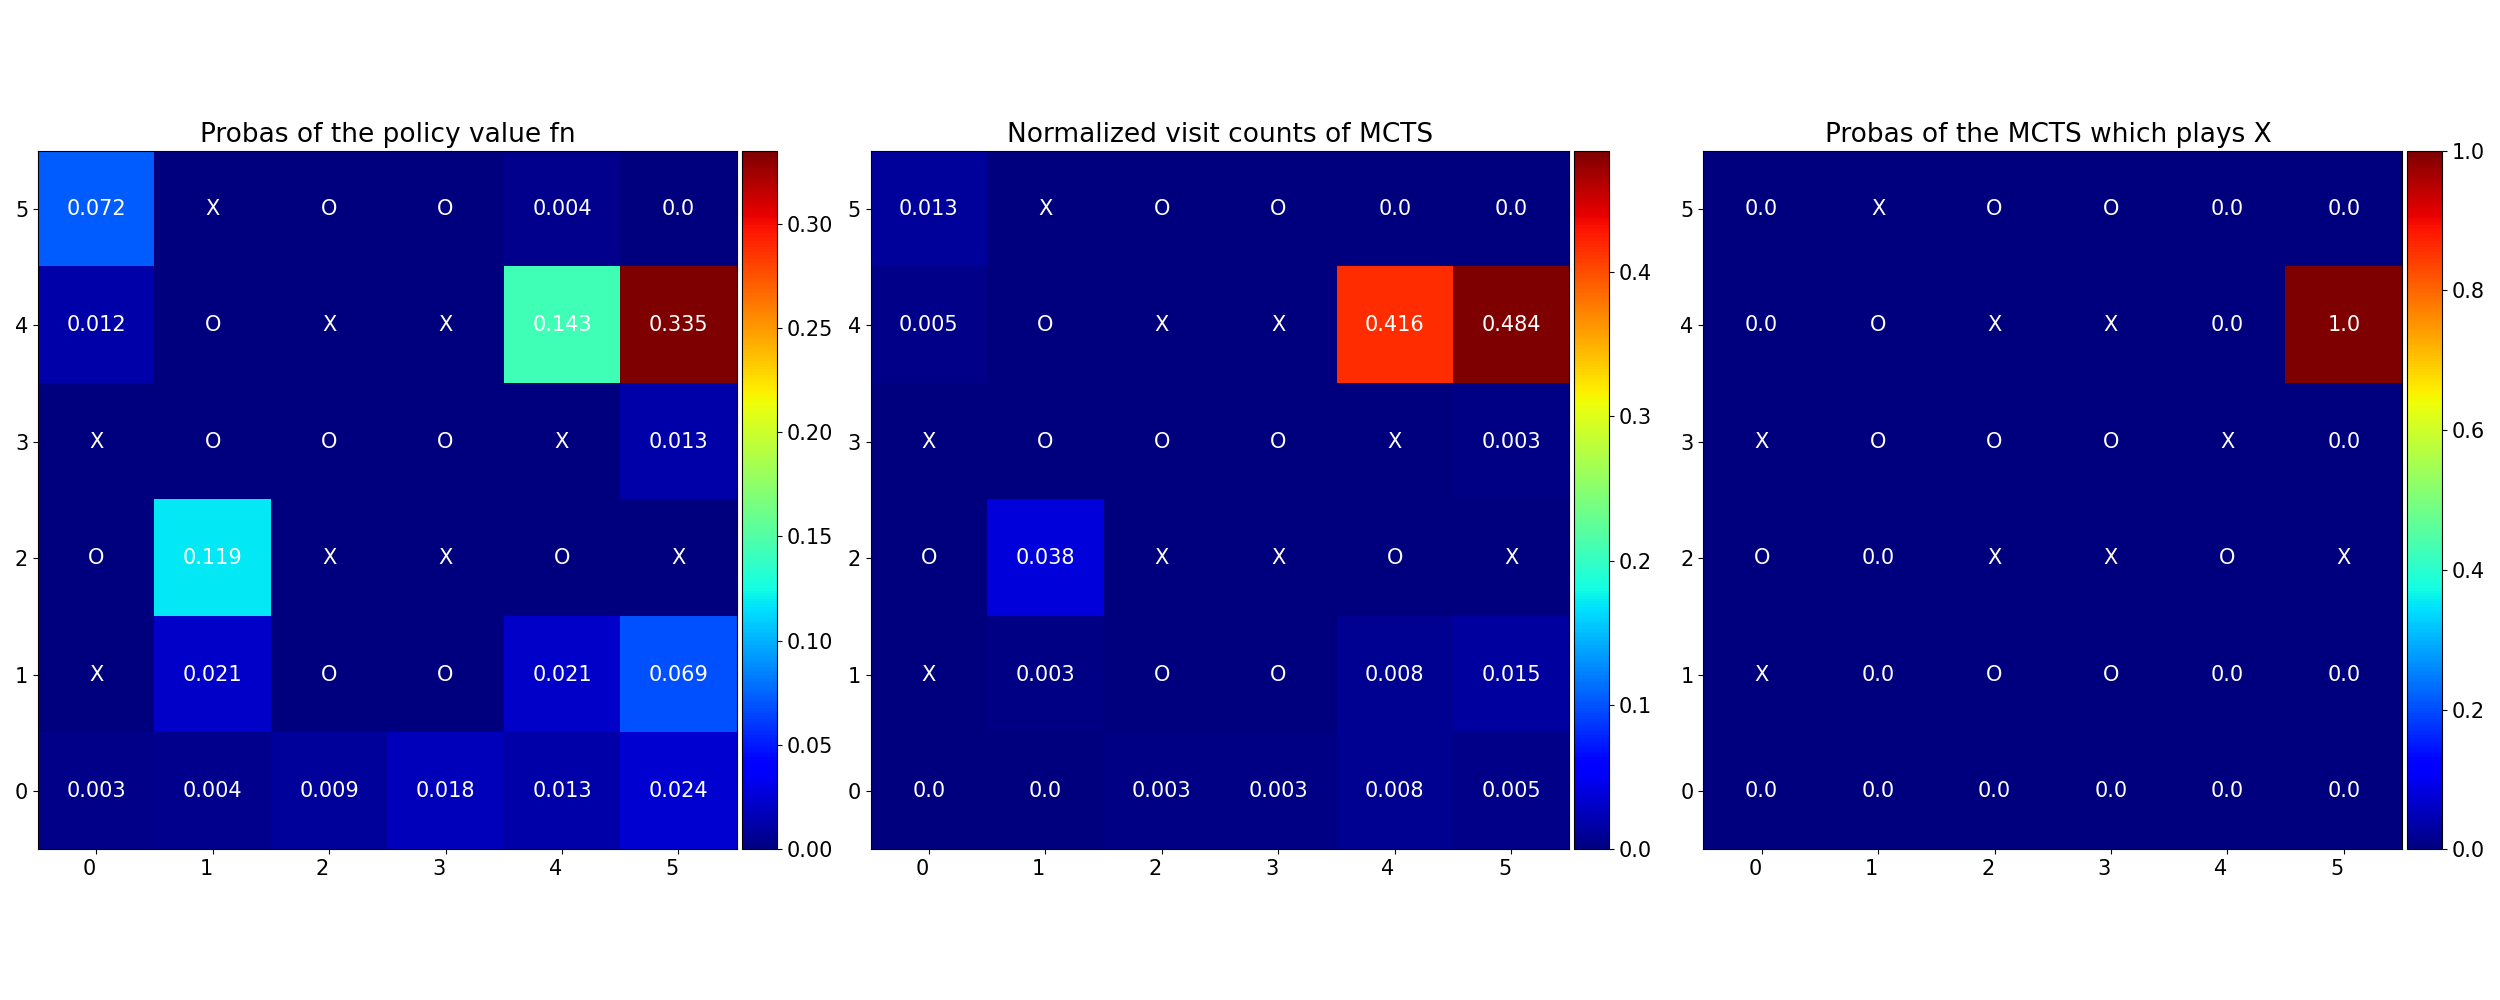 Probas of the policy value fn
5 0.072 X O O 0.004 0.0
4 0.012 O X X 0.143 0.335
3 X O O O X 0.013
2 O 0.119 X X O X
1 X 0.021 O O 0.021 0.069
0 0.003 0.004 0.009 0.018 0.013 0.024
0 1 2 3 4 5
0.30
0.25
0.20
0.15
0.10
0.05
0.00
Normalized visit counts of MCTS
5 0.013 X O O 0.0 0.0
4 0.005 O X X 0.416 0.484
3 X O O O X 0.003
2 O 0.038 X X O X
1 X 0.003 O O 0.008 0.015
0 0.0 0.0 0.003 0.003 0.008 0.005
0 1 2 3 4 5
0.4
0.3
0.2
0.1
0.0
Probas of the MCTS which plays X
5 0.0 X O O 0.0 0.0
4 0.0 O X X 0.0 1.0
3 X O O O X 0.0
2 O 0.0 X X O X
1 X 0.0 O O 0.0 0.0
0 0.0 0.0 0.0 0.0 0.0 0.0
0 1 2 3 4 5
1.0
0.8
0.6
0.4
0.2
0.0